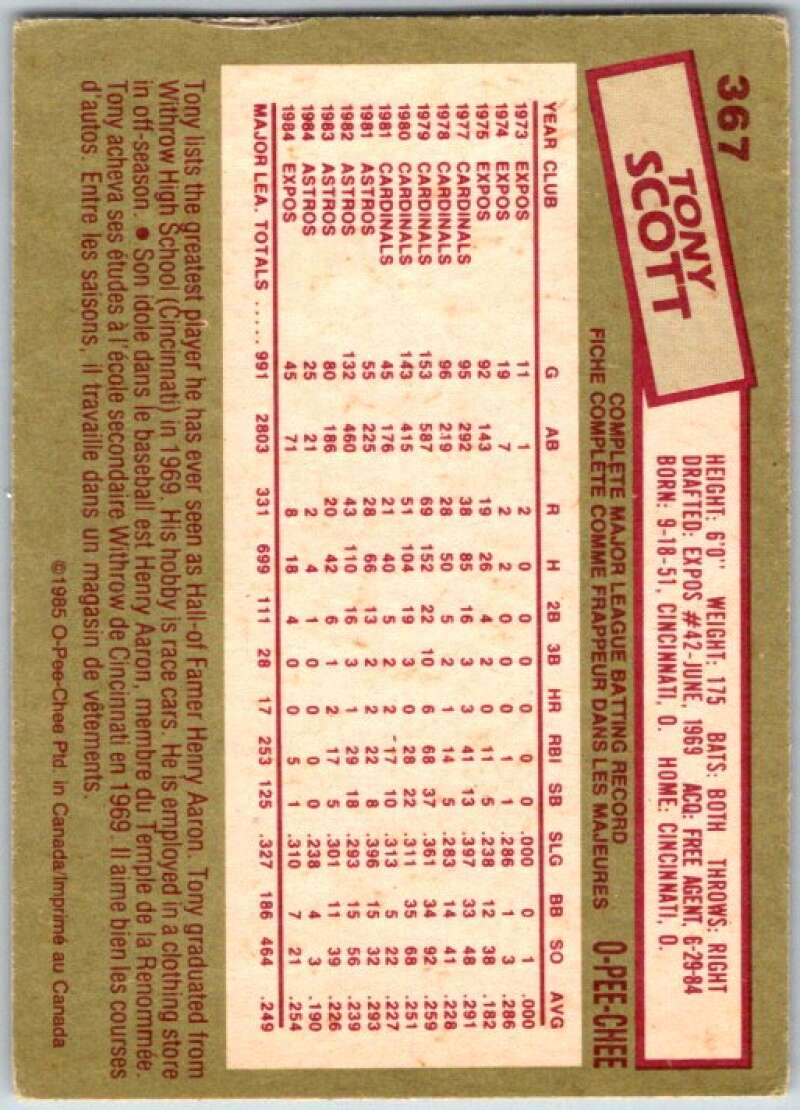 367
TONY
SCOTT
HEIGHT: 6'0" WEIGHT: 175 BATS: BOTH THROWS: RIGHT
DRAFTED: EXPOS #42-JUNE, 1969 ACQ: FREE AGENT, 6-29-84
BORN: 9-18-51, CINCINNATI, O. HOME: CINCINNATI, O.
COMPLETE MAJOR LEAGUE BATTING RECORD
FICHE COMPLETE COMME FRAPPEUR DANS LES MAJEURES
O-PEE-CHEE
YEAR CLUB G AB R H 2B 3B HR RBI SB SLG BB SO AVG
1973 EXPOS 11 1 2 0 0 0 0 0 0 .000 0 1 .000
1974 EXPOS 19 7 2 2 0 0 0 1 1 .286 1 3 .286
1975 EXPOS 92 143 19 26 4 2 0 11 5 .238 12 38 .182
1977 CARDINALS 95 292 38 85 16 3 3 41 13 .397 33 48 .291
1978 CARDINALS 96 219 28 50 5 2 1 14 5 .283 14 41 .228
1979 CARDINALS 153 587 69 152 22 10 6 68 37 .361 34 92 .259
1980 CARDINALS 143 415 51 104 19 3 0 28 22 .311 35 68 .251
1981 CARDINALS 45 176 21 40 5 2 2 17 10 .313 5 22 .227
1981 ASTROS 55 225 28 66 13 2 2 22 8 .396 15 32 .293
1982 ASTROS 132 460 43 110 16 3 1 29 18 .293 15 56 .239
1983 ASTROS 80 186 20 42 6 1 2 17 5 .301 11 39 .226
1984 ASTROS 25 21 2 4 1 0 0 0 0 .238 4 3 .190
1984 EXPOS 45 71 8 18 4 0 0 5 1 .310 7 21 .254
MAJOR LEA. TOTALS ..... 991 2803 331 699 111 28 17 253 125 .327 186 464 .249
Tony lists the greatest player he has ever seen as Hall-of Famer Henry Aaron. Tony graduated from
Withrow High School (Cincinnati) in 1969. His hobby is race cars. He is employed in a clothing store
in off-season. ● Son idole dans le baseball est Henry Aaron, membre du Temple de la Renommée.
Tony acheva ses études à l'école secondaire Withrow de Cincinnati en 1969. Il aime bien les courses
d'autos. Entre les saisons, il travaille dans un magasin de vêtements.
©1985 O-Pee-Chee Ptd. in Canada/Imprimé au Canada